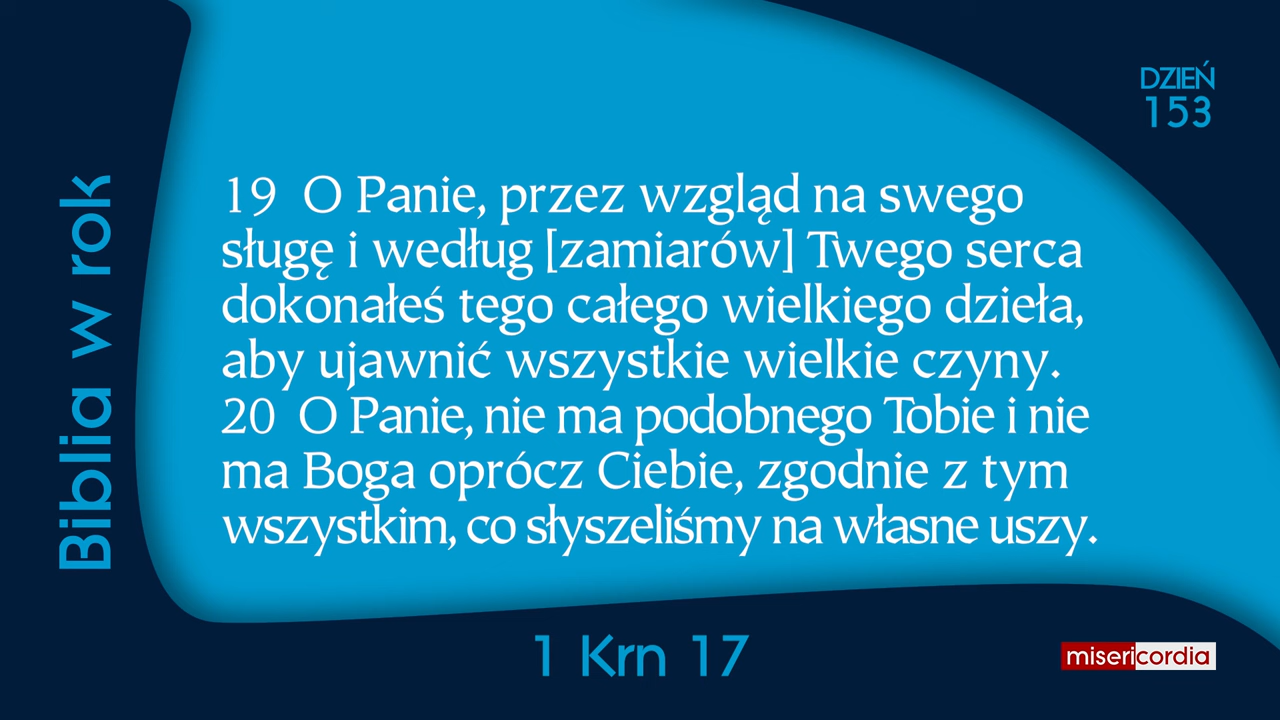 DZIEŃ
153
Biblia w rok
19 O Panie, przez wzgląd na swego
sługę i według [zamiarów] Twego serca
dokonałeś tego całego wielkiego dzieła,
aby ujawnić wszystkie wielkie czyny.
20 O Panie, nie ma podobnego Tobie i nie
ma Boga oprócz Ciebie, zgodnie z tym
wszystkim, co słyszeliśmy na własne uszy.
1 Krn 17
misericordia